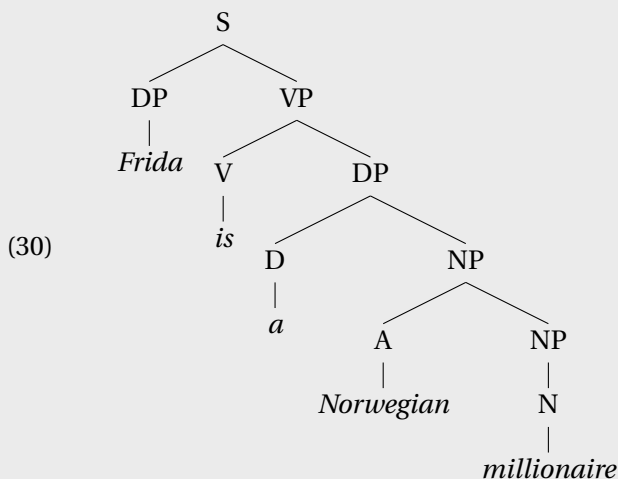 S
DP VP
Frida V DP
is D NP
(30)
a A NP
Norwegian N
millionaire